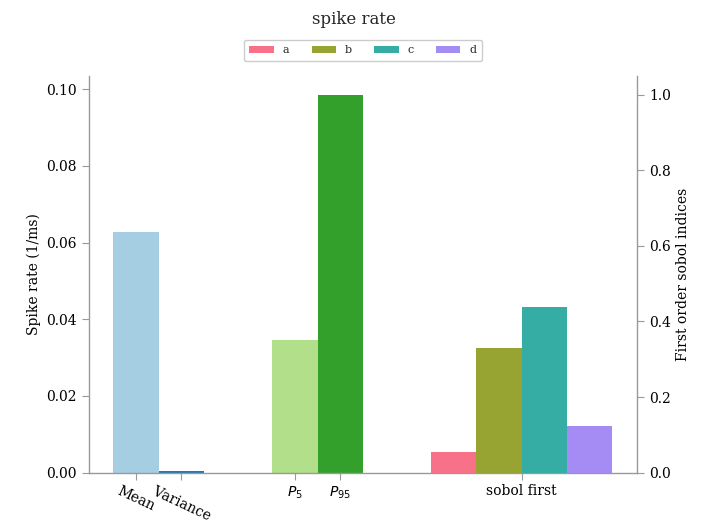 spike rate
a b c d
0.10
0.08
0.06
0.04
0.02
0.00
Spike rate (1/ms)
1.0
0.8
0.6
0.4
0.2
0.0
First order sobol indices
Mean
Variance
P5
P95
sobol first